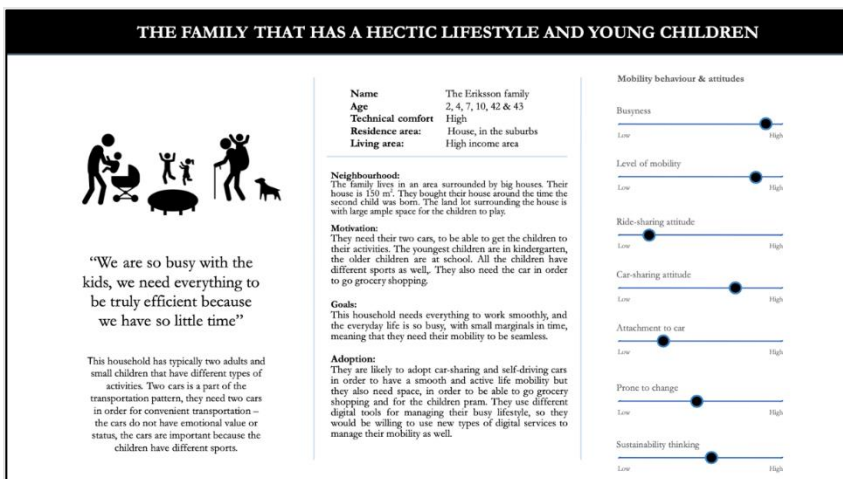 THE FAMILY THAT HAS A HECTIC LIFESTYLE AND YOUNG CHILDREN
“We are so busy with the
kids, we need everything to
be truly efficient because
we have so little time”
This household has typically two adults and
small children that have different types of
activities. Two cars is a part of the
transportation pattern, they need two cars
in order for convenient transportation –
the cars do not have emotional value or
status, the cars are important because the
children have different sports.
Name The Eriksson family
Age 2, 4, 7, 10, 42 & 43
Technical comfort High
Residence area: House, in the suburbs
Living area: High income area
Neighbourhood:
The family lives in an area surrounded by big houses. Their
house is 150 m². They bought their house around the time the
second child was born. The land lot surrounding the house is
with large ample space for the children to play.
Motivation:
They need their two cars, to be able to get the children to
their activities. The youngest children are in kindergarten,
the older children are at school. All the children have
different sports as well,. They also need the car in order
to go grocery shopping.
Goals:
This household needs everything to work smoothly, and
the everyday life is so busy, with small marginals in time,
meaning that they need their mobility to be seamless.
Adoption:
They are likely to adopt car-sharing and self-driving cars
in order to have a smooth and active life mobility but
they also need space, in order to be able to go grocery
shopping and for the children pram. They use different
digital tools for managing their busy lifestyle, so they
would be willing to use new types of digital services to
manage their mobility as well.
Mobility behaviour & attitudes
Busyness
Low High
Level of mobility
Low High
Ride-sharing attitude
Low High
Car-sharing attitude
Low High
Attachment to car
Low High
Prone to change
Low High
Sustainability thinking
Low High